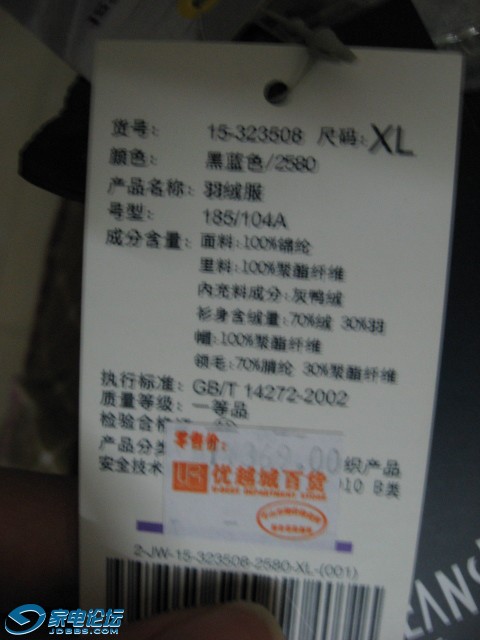 货号: 15-323508 尺码: XL
颜色: 黑蓝色/2580
产品名称: 羽绒服
号型: 185/104A
成分含量: 面料:100%锦纶
里料:100%聚酯纤维
内充料成分:灰鸭绒
衫身含绒量:70%绒 30%羽
帽:100%聚酯纤维
领毛:70%腈纶 30%聚酯纤维
执行标准: GB/T 14272-2002
质量等级: 一等品
检验合格
产品分类 织产品
安全技术 010 B类
零售价: 369.00
优越城百货
2-JW-15-323508-2580-XL-(001)
EANS
家电论坛
JDBBS.COM